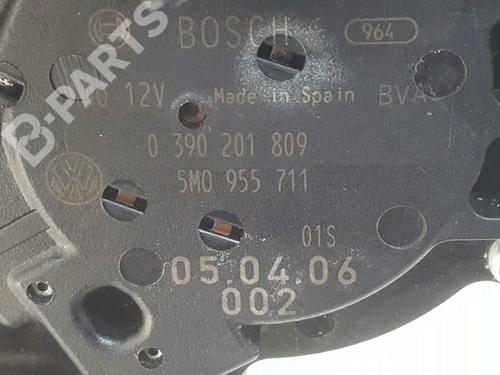 B-PARTS
BOSCH 964
12V Made in Spain BVA
0 390 201 809
5M0 955 711
01S
05.04.06
002